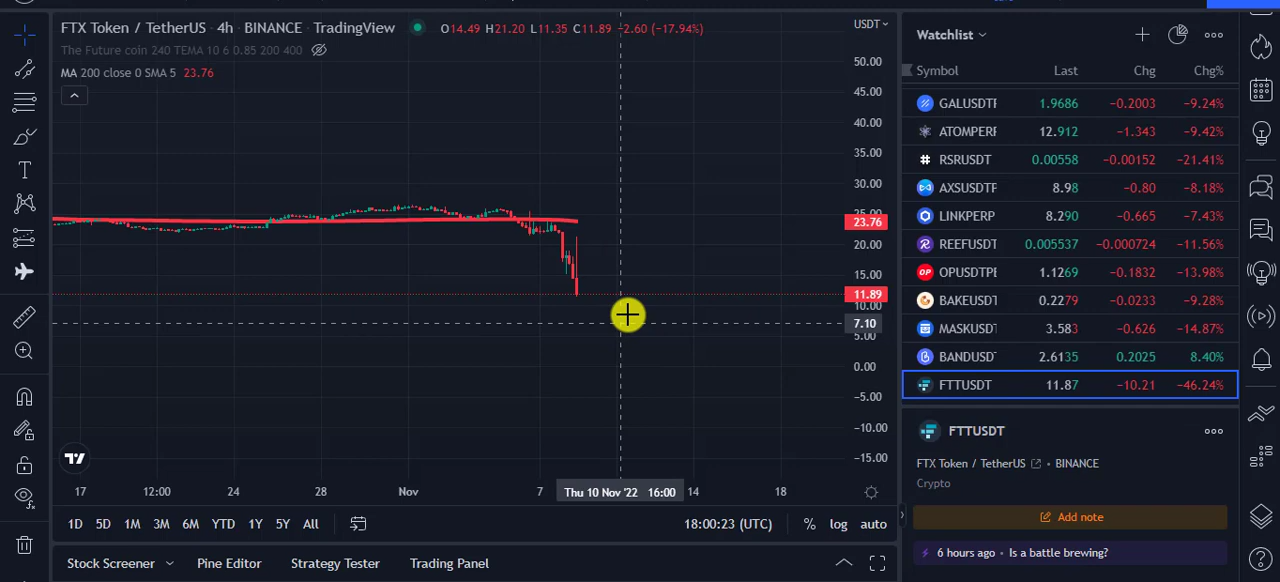 FTX Token / TetherUS · 4h · BINANCE · TradingView O14.49 H21.20 L11.35 C11.89 −2.60 (−17.94%)
The Future coin 240 TEMA 10 6 0.85 200 400
MA 200 close 0 SMA 5 23.76
USDT
50.00
45.00
40.00
35.00
30.00
25.00
23.76
20.00
15.00
11.89
10.00
7.10
5.00
0.00
−5.00
−10.00
−15.00
17 12:00 24 28 Nov 7 Thu 10 Nov '22 16:00 14 18
1D 5D 1M 3M 6M YTD 1Y 5Y All 18:00:23 (UTC) % log auto
Stock Screener Pine Editor Strategy Tester Trading Panel
Watchlist
Symbol Last Chg Chg%
GALUSDT 1.9686 −0.2003 −9.24%
ATOMPERP 12.912 −1.343 −9.42%
RSRUSDT 0.00558 −0.00152 −21.41%
AXSUSDTP 8.98 −0.80 −8.18%
LINKPERP 8.290 −0.665 −7.43%
REEFUSDT 0.005537 −0.000724 −11.56%
OPUSDTPE 1.1269 −0.1832 −13.98%
BAKEUSDT 0.2279 −0.0233 −9.28%
MASKUSDT 3.583 −0.626 −14.87%
BANDUSDT 2.6135 0.2025 8.40%
FTTUSDT 11.87 −10.21 −46.24%
FTTUSDT
FTX Token / TetherUS · BINANCE
Crypto
Add note
6 hours ago · Is a battle brewing?